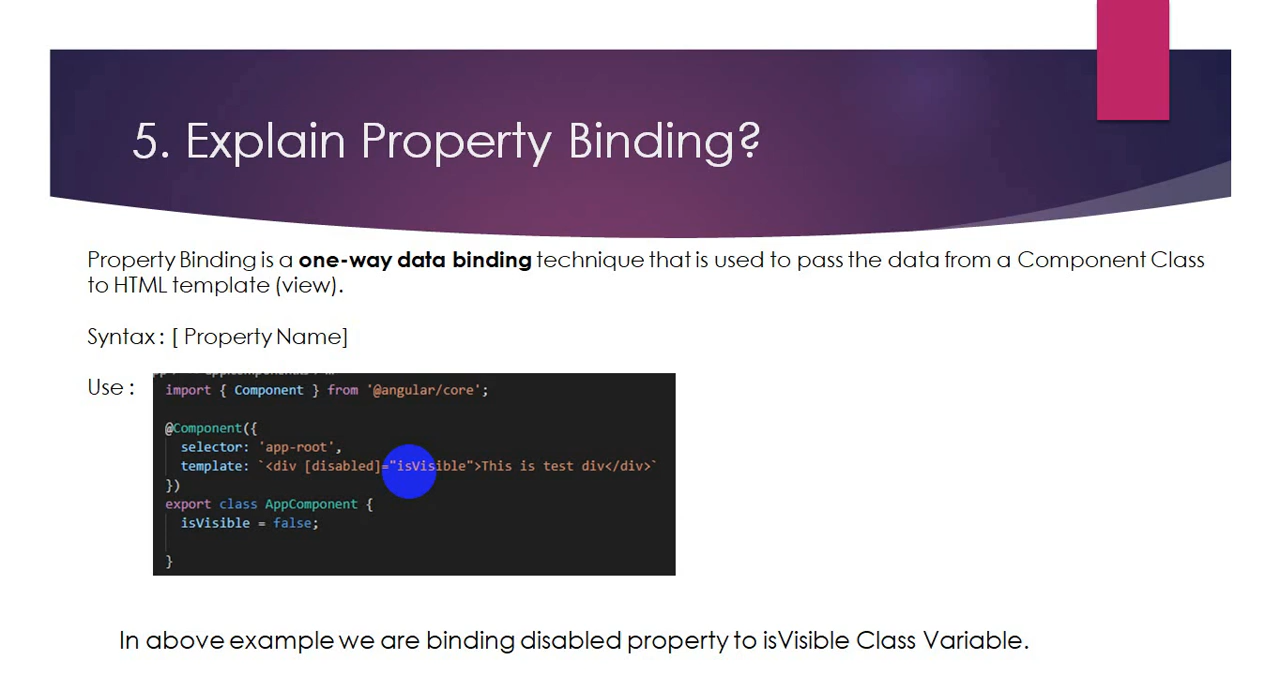 5. Explain Property Binding?
Property Binding is a one-way data binding technique that is used to pass the data from a Component Class
to HTML template (view).
Syntax : [ Property Name]
Use :
import { Component } from '@angular/core';
@Component({
selector: 'app-root',
template: `<div [disabled]="isVisible">This is test div</div>`
})
export class AppComponent {
isVisible = false;
}
In above example we are binding disabled property to isVisible Class Variable.